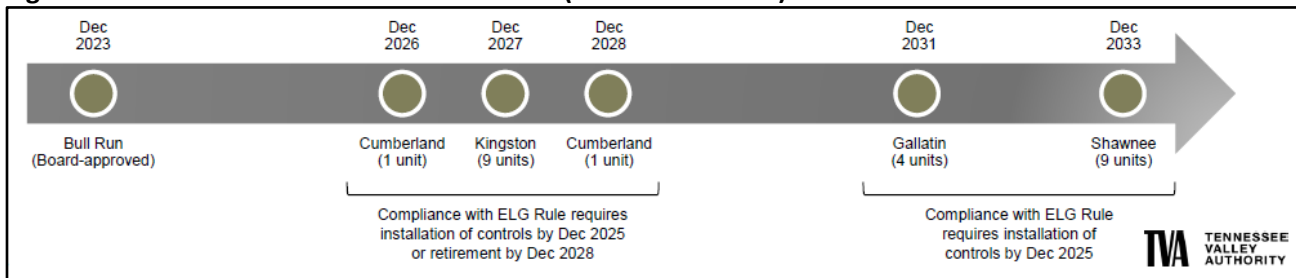 Dec
2023
Dec
2026
Dec
2027
Dec
2028
Dec
2031
Dec
2033
Bull Run
(Board-approved)
Cumberland
(1 unit)
Kingston
(9 units)
Cumberland
(1 unit)
Gallatin
(4 units)
Shawnee
(9 units)
Compliance with ELG Rule requires
installation of controls by Dec 2025
or retirement by Dec 2028
Compliance with ELG Rule
requires installation of
controls by Dec 2025
TVA
TENNESSEE
VALLEY
AUTHORITY